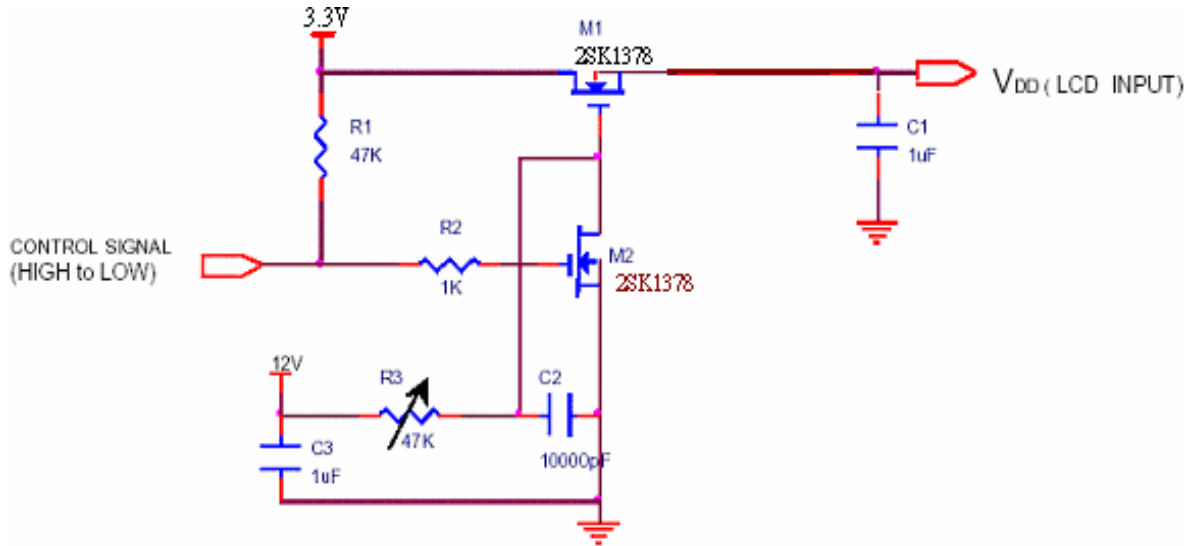 3.3V
M1
2SK1378
VDD ( LCD INPUT)
R1
47K
C1
1uF
CONTROL SIGNAL
(HIGH to LOW)
R2
1K
M2
2SK1378
12V
R3
47K
C2
10000pF
C3
1uF